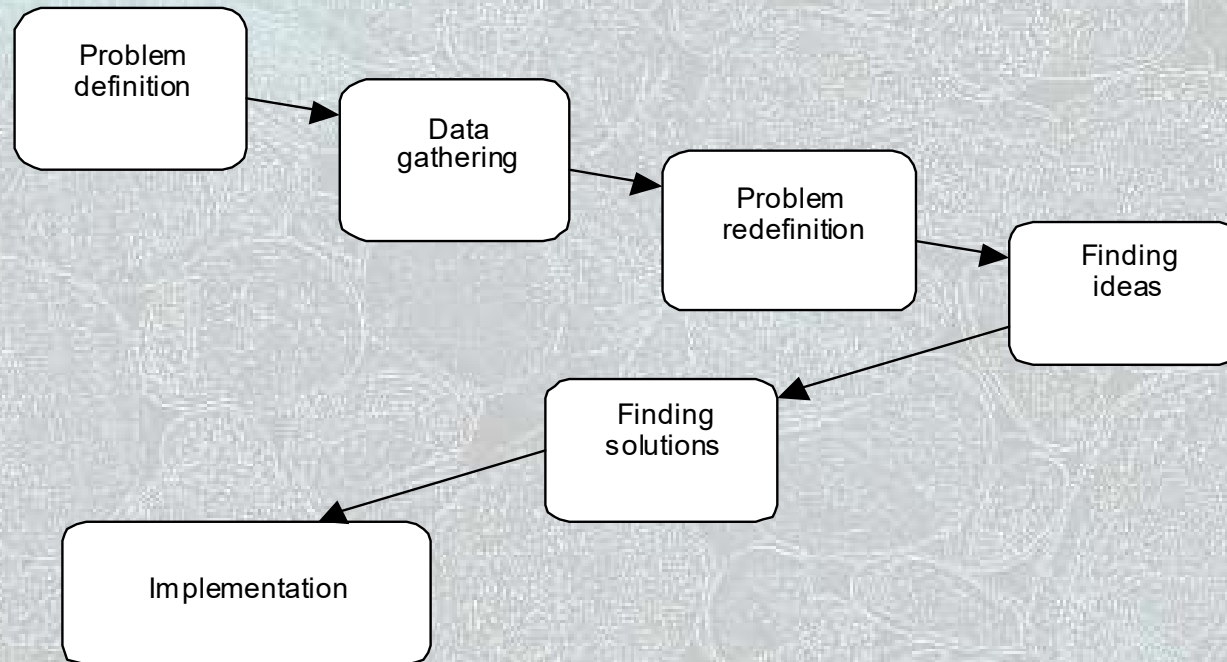 Problem
definition
Data
gathering
Problem
redefinition
Finding
ideas
Finding
solutions
Implementation